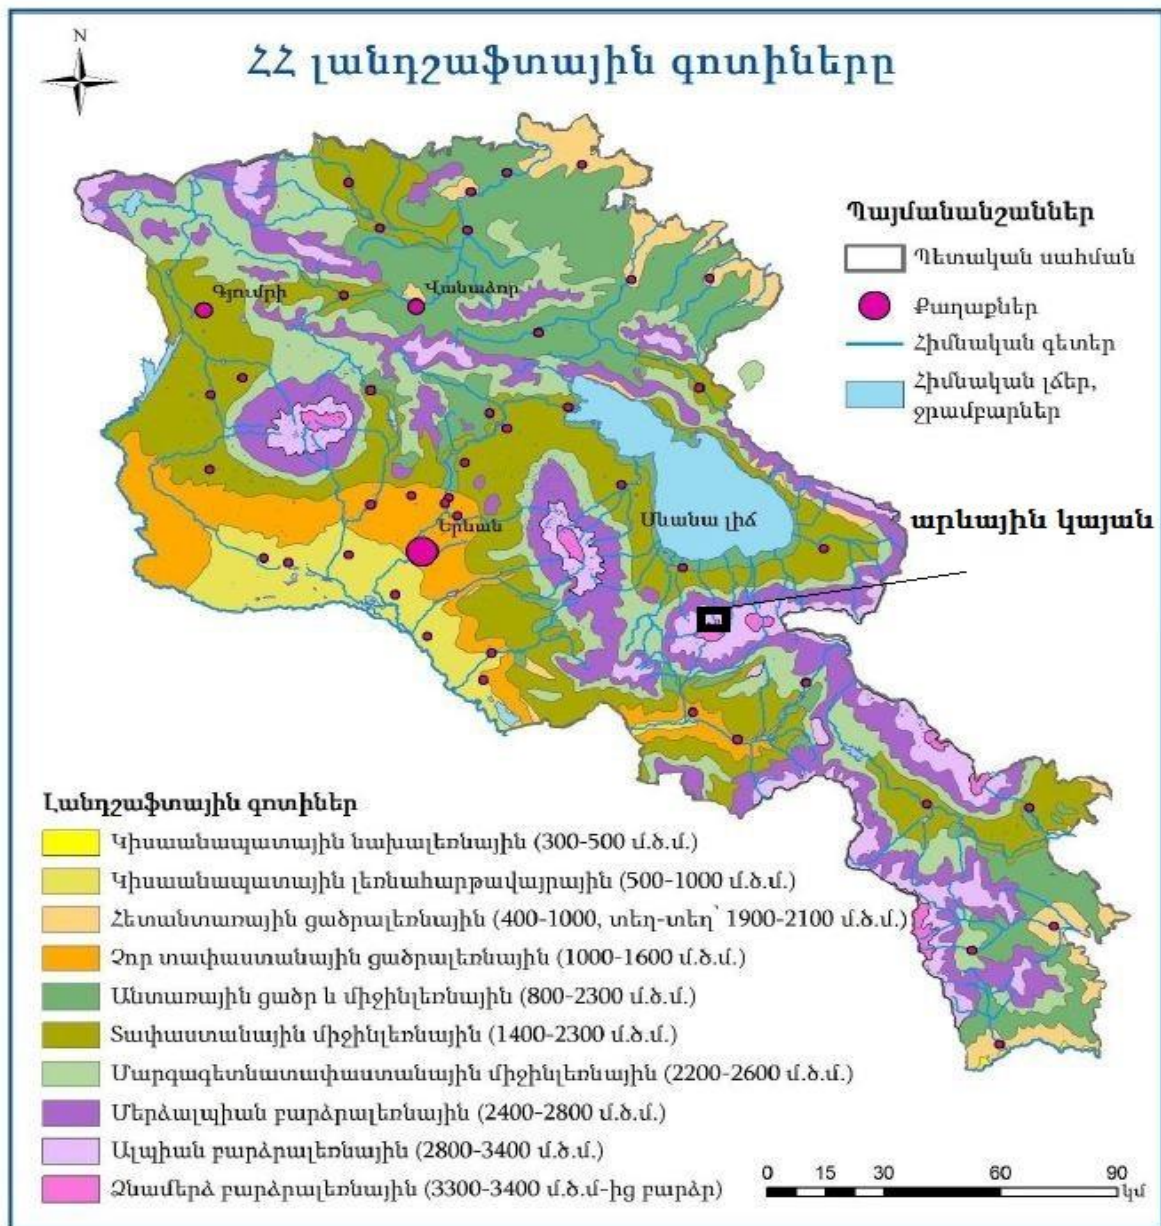 N
ՀՀ լանդշաֆտային գոտիները
Պայմանանշաններ
Պետական սահման
Քաղաքներ
Հիմնական գետեր
Հիմնական լճեր,
ջրամբարներ
Գյումրի
Վանաձոր
Սևանա լիճ
Երևան
արևային կայան
Լանդշաֆտային գոտիներ
Կիսաանապատային նախալեռնային (300-500 մ.ծ.մ.)
Կիսաանապատային լեռնահարթավայրային (500-1000 մ.ծ.մ.)
Հետանտառային ցածրալեռնային (400-1000, տեղ-տեղ՝ 1900-2100 մ.ծ.մ.)
Չոր տափաստանային ցածրալեռնային (1000-1600 մ.ծ.մ.)
Անտառային ցածր և միջինլեռնային (800-2300 մ.ծ.մ.)
Տափաստանային միջինլեռնային (1400-2300 մ.ծ.մ.)
Մարգագետնատափաստանային միջինլեռնային (2200-2600 մ.ծ.մ.)
Մերձալպիան բարձրալեռնային (2400-2800 մ.ծ.մ.)
Ալպիան բարձրալեռնային (2800-3400 մ.ծ.մ.)
Ձնամերձ բարձրալեռնային (3300-3400 մ.ծ.մ-ից բարձր)
0 15 30 60 90
կմ